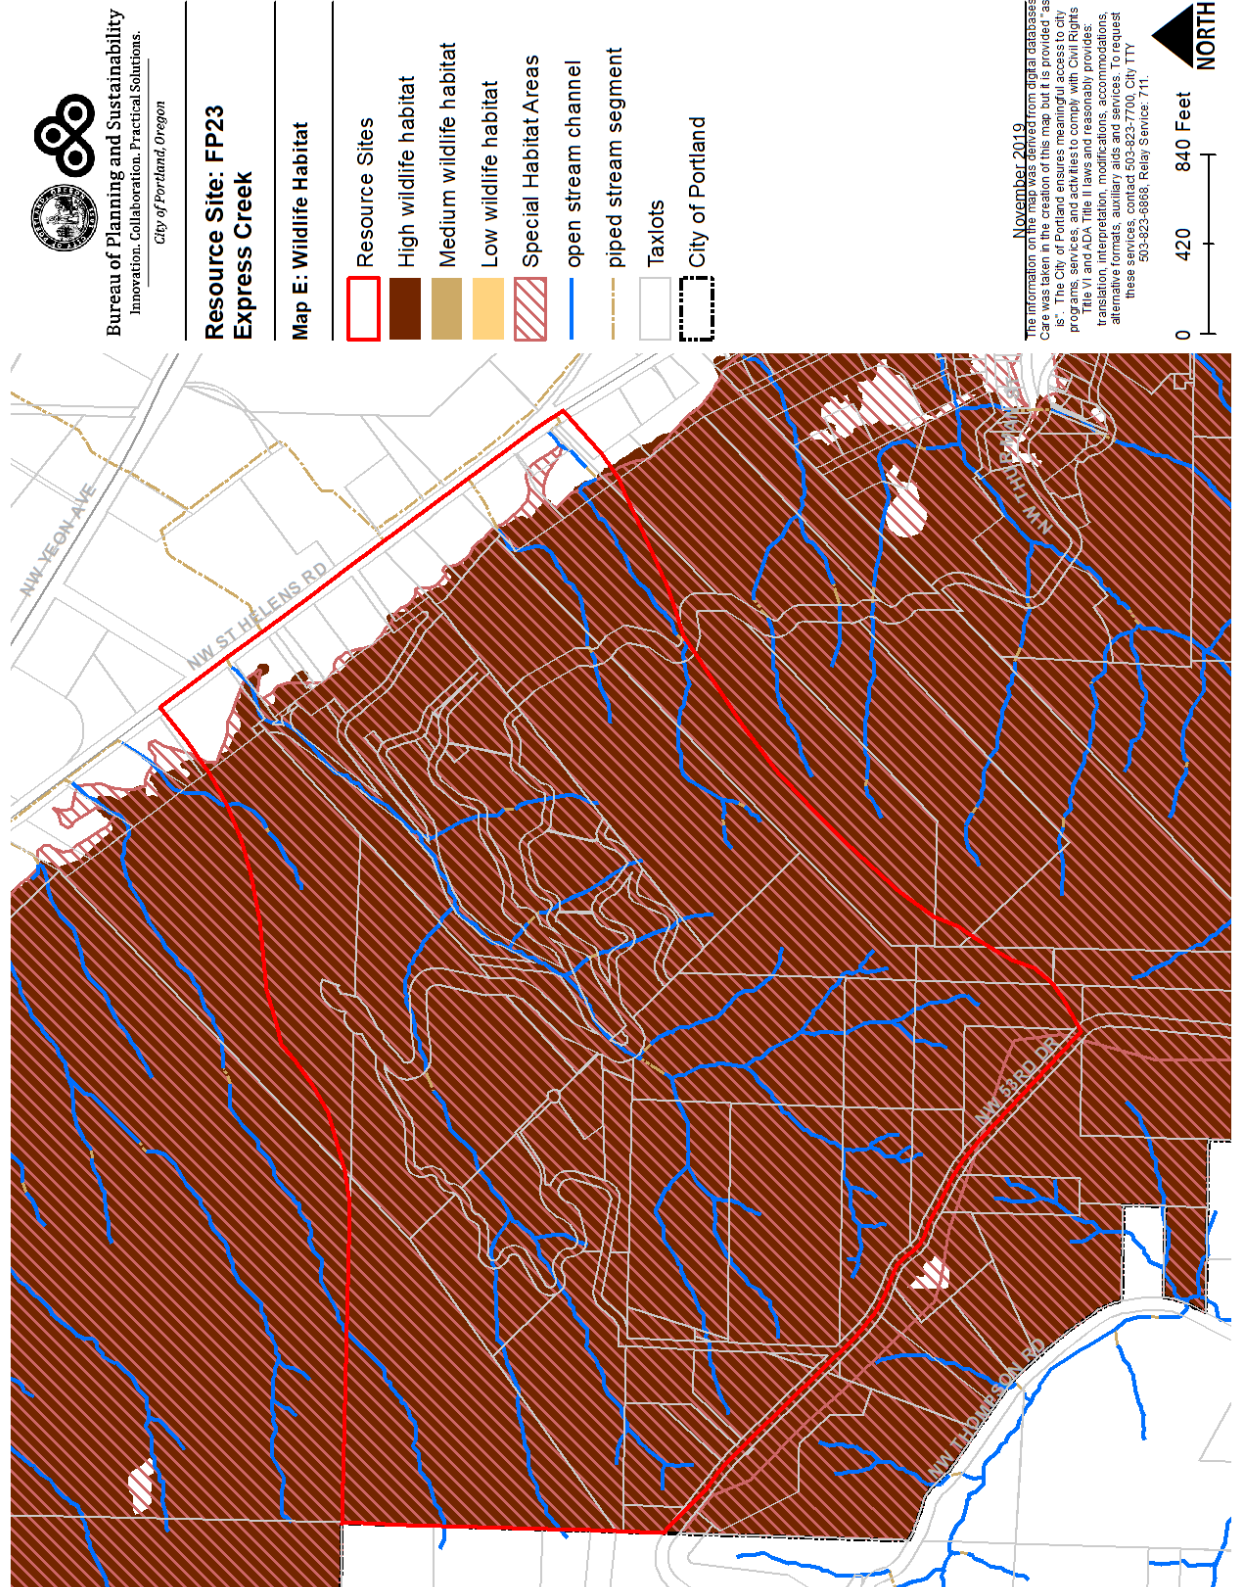 Bureau of Planning and Sustainability
Innovation. Collaboration. Practical Solutions.
City of Portland, Oregon
Resource Site: FP23
Express Creek
Map E: Wildlife Habitat
Resource Sites
High wildlife habitat
Medium wildlife habitat
Low wildlife habitat
Special Habitat Areas
open stream channel
piped stream segment
Taxlots
City of Portland
November 2019
The information on the map was derived from digital databases
Care was taken in the creation of this map but it is provided "as
is". The City of Portland ensures meaningful access to city
programs, services, and activities to comply with Civil Rights
Title VI and ADA Title II laws and reasonably provides:
translation, interpretation, modifications, accommodations,
alternative formats, auxiliary aids and services. To request
these services, contact 503-823-7700, City TTY
503-823-6868, Relay Service: 711.
0 420 840 Feet
NORTH
NW YEON AVE
NW ST HELENS RD
NW 53RD DR
NW THOMPSON RD